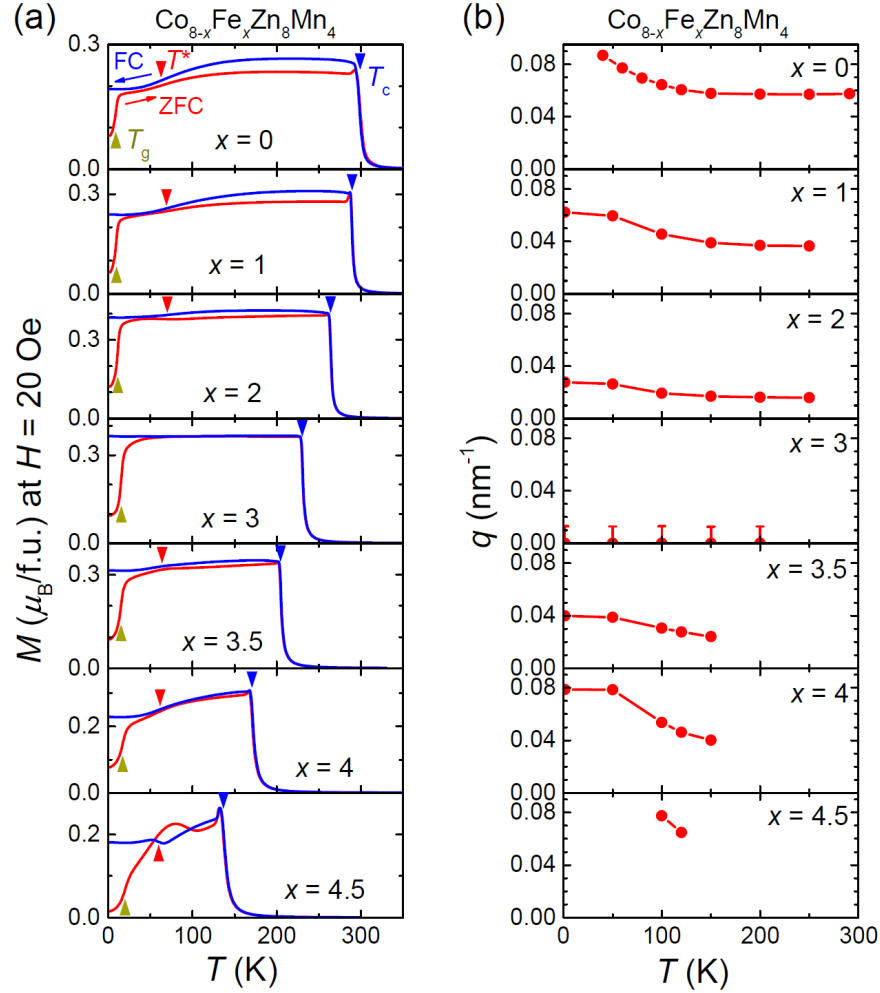 (a) Co8-xFexZn8Mn4
0.3
FC T* Tc
ZFC
Tg x = 0
0.0
0.3
x = 1
0.0
0.3
x = 2
0.0
0.3
x = 3
0.0
0.3
x = 3.5
0.0
0.2
x = 4
0.0
0.2
x = 4.5
0.0
0 100 200 300
T (K)
M (μB/f.u.) at H = 20 Oe
(b) Co8-xFexZn8Mn4
0.08
x = 0
0.04
0.00
0.08
x = 1
0.04
0.00
0.08
x = 2
0.04
0.00
0.08
x = 3
0.04
0.00
0.08
x = 3.5
0.04
0.00
0.08
x = 4
0.04
0.00
0.08
x = 4.5
0.04
0.00
0 100 200 300
T (K)
q (nm-1)